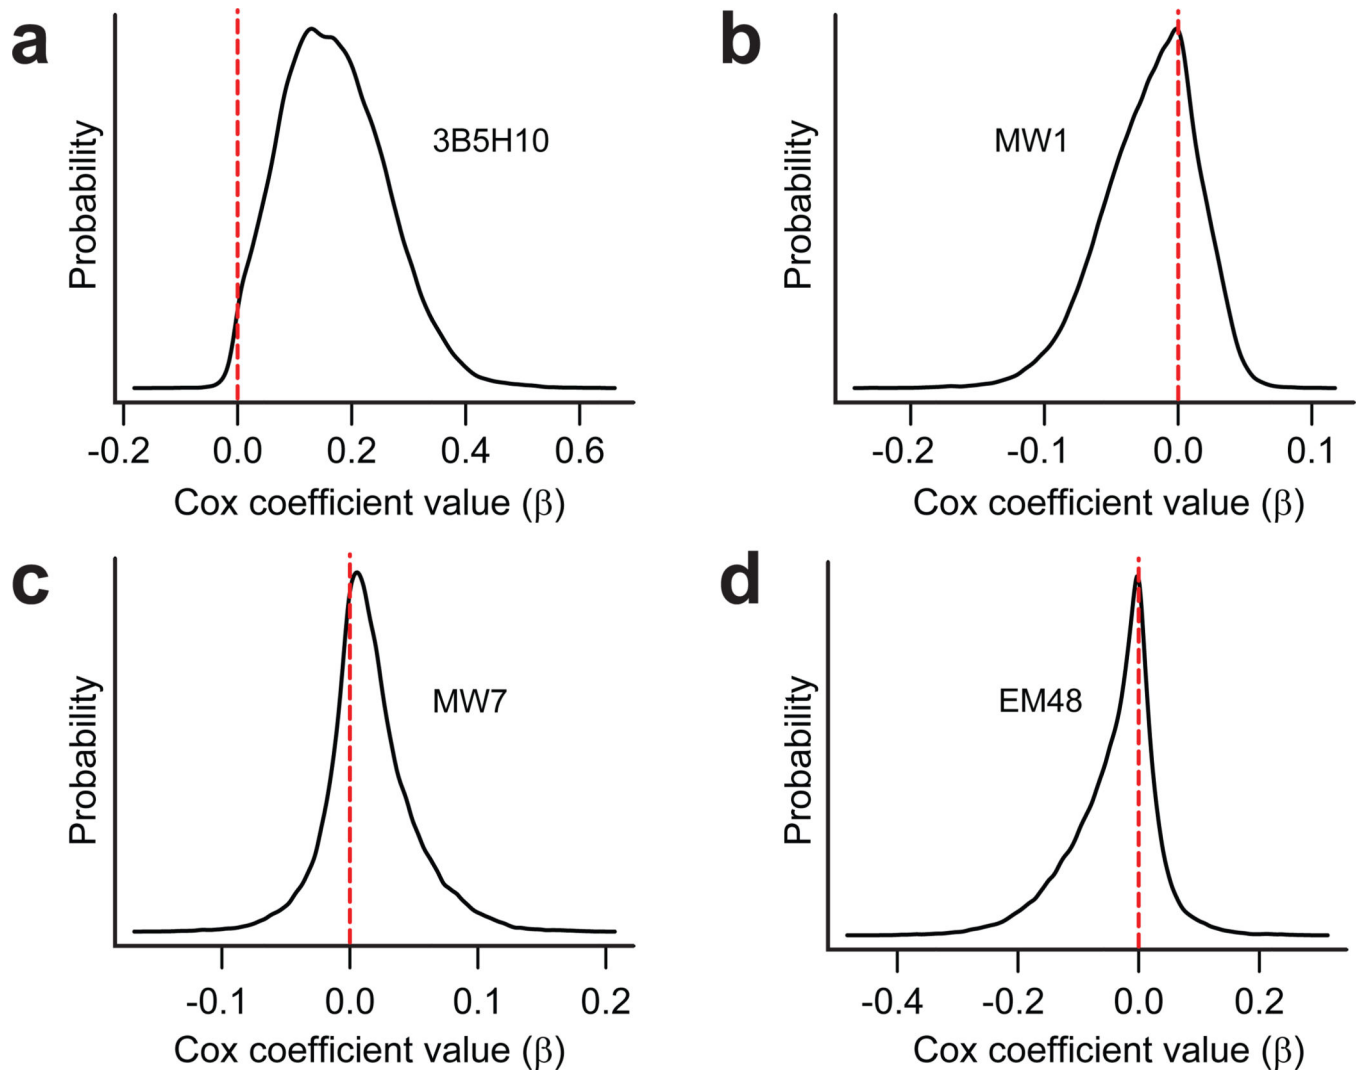 a
Probability
3B5H10
-0.2 0.0 0.2 0.4 0.6
Cox coefficient value (β)
b
Probability
MW1
-0.2 -0.1 0.0 0.1
Cox coefficient value (β)
c
Probability
MW7
-0.1 0.0 0.1 0.2
Cox coefficient value (β)
d
Probability
EM48
-0.4 -0.2 0.0 0.2
Cox coefficient value (β)